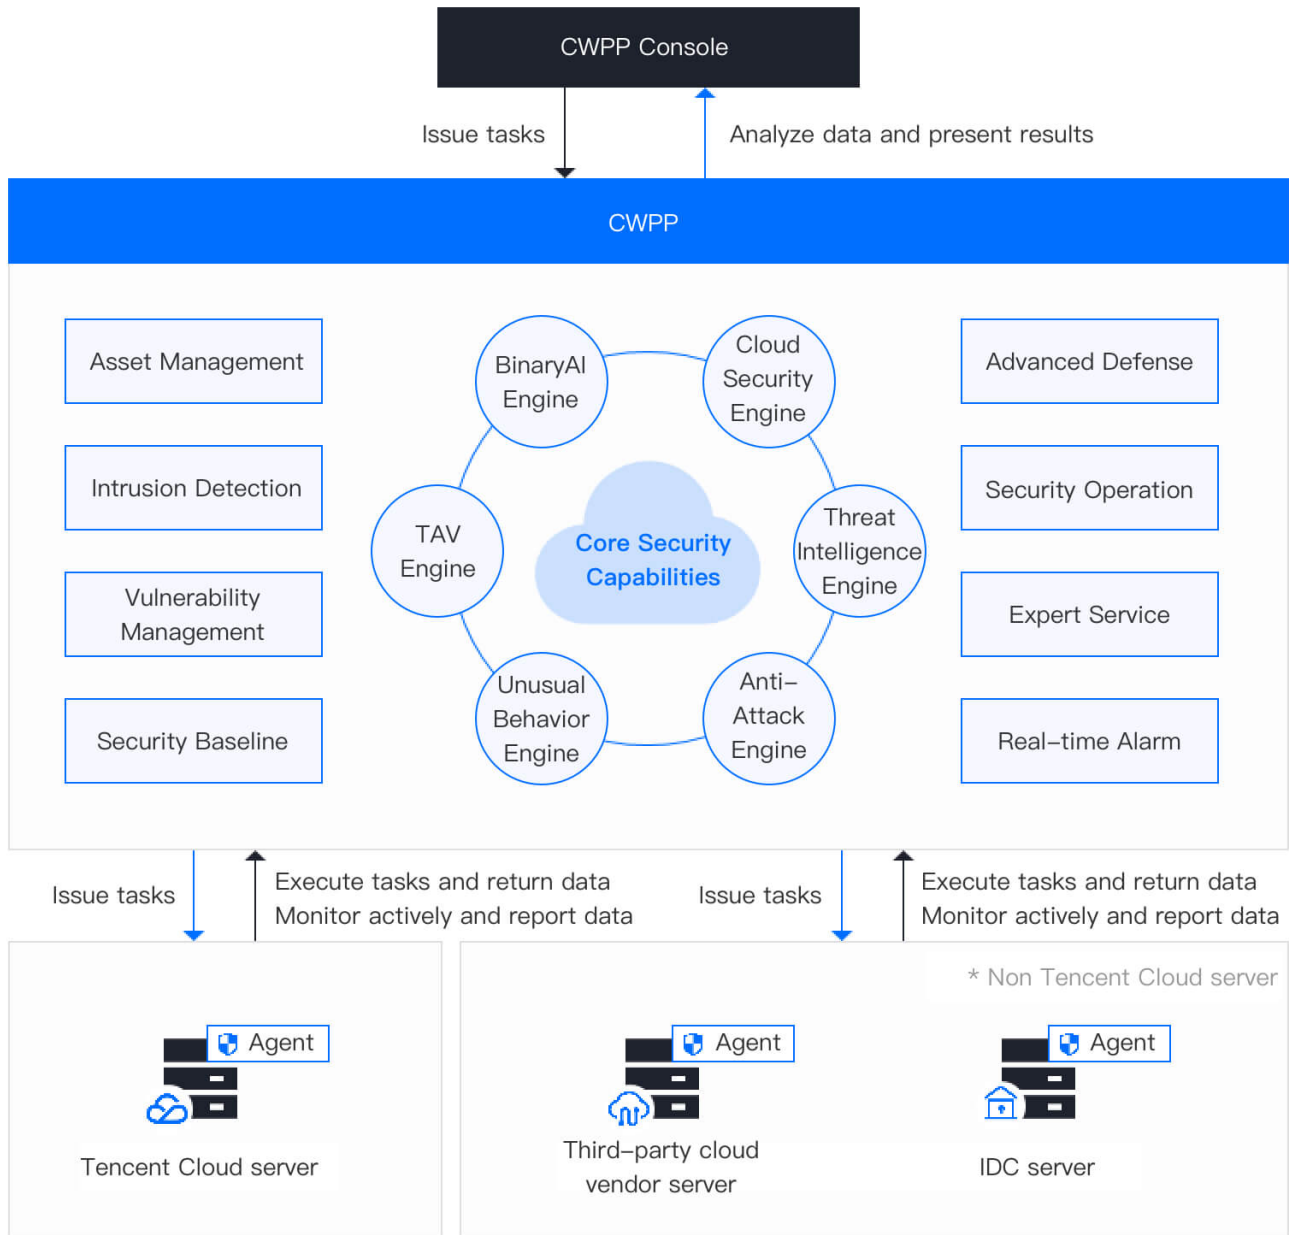 CWPP Console
Issue tasks
Analyze data and present results
CWPP
Asset Management
Intrusion Detection
Vulnerability
Management
Security Baseline
BinaryAI
Engine
Cloud
Security
Engine
TAV
Engine
Core Security
Capabilities
Threat
Intelligence
Engine
Unusual
Behavior
Engine
Anti-
Attack
Engine
Advanced Defense
Security Operation
Expert Service
Real-time Alarm
Issue tasks
Execute tasks and return data
Monitor actively and report data
Issue tasks
Execute tasks and return data
Monitor actively and report data
Agent
Tencent Cloud server
* Non Tencent Cloud server
Agent
Third-party cloud
vendor server
Agent
IDC server